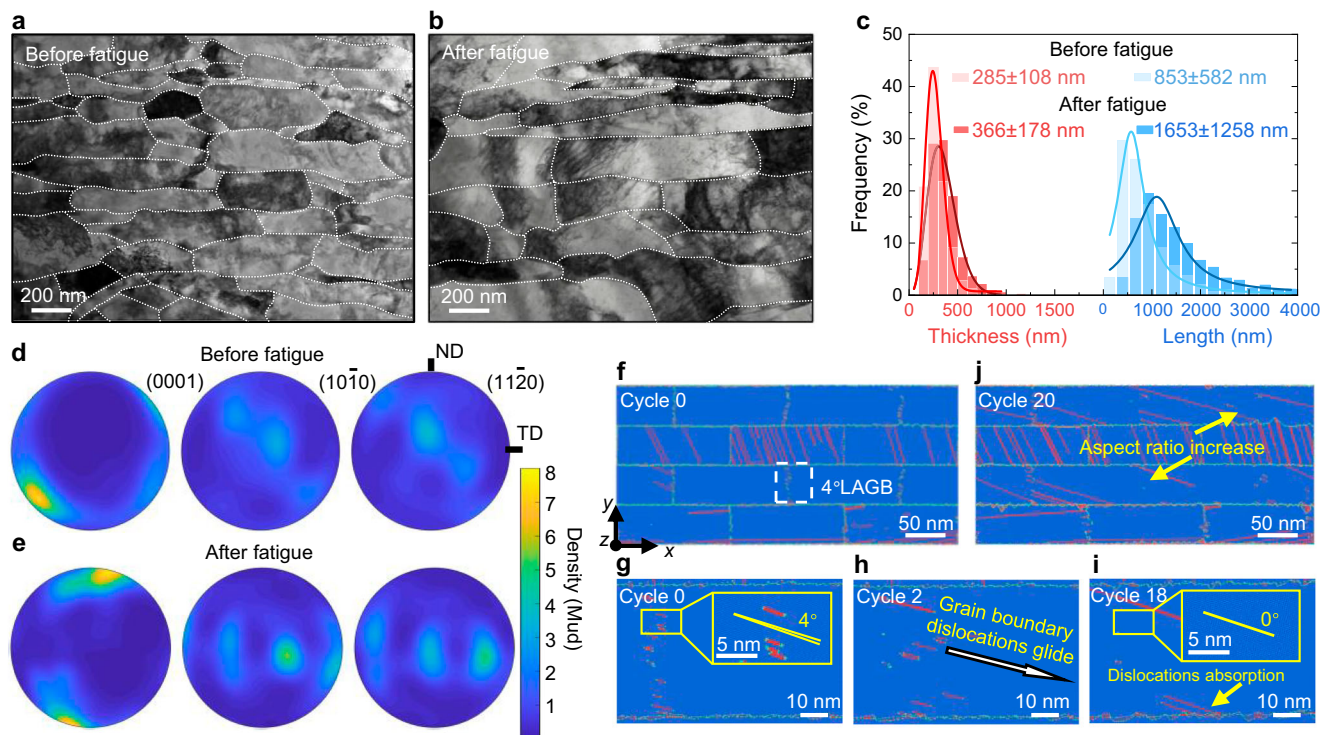 a
Before fatigue
200 nm
b
After fatigue
200 nm
c
Frequency (%)
50
40
30
20
10
0
Before fatigue
285±108 nm
853±582 nm
After fatigue
366±178 nm
1653±1258 nm
0 500 1000 1500 0 1000 2000 3000 4000
Thickness (nm)
Length (nm)
d
Before fatigue
(0001)
(101̄0)
(112̄0)
ND
TD
e
After fatigue
8
7
6
5
4
3
2
1
Density (Mud)
f
Cycle 0
4°LAGB
y
z
x
50 nm
j
Cycle 20
Aspect ratio increase
50 nm
g
Cycle 0
4°
5 nm
10 nm
h
Cycle 2
Grain boundary
dislocations glide
10 nm
i
Cycle 18
0°
5 nm
Dislocations absorption
10 nm